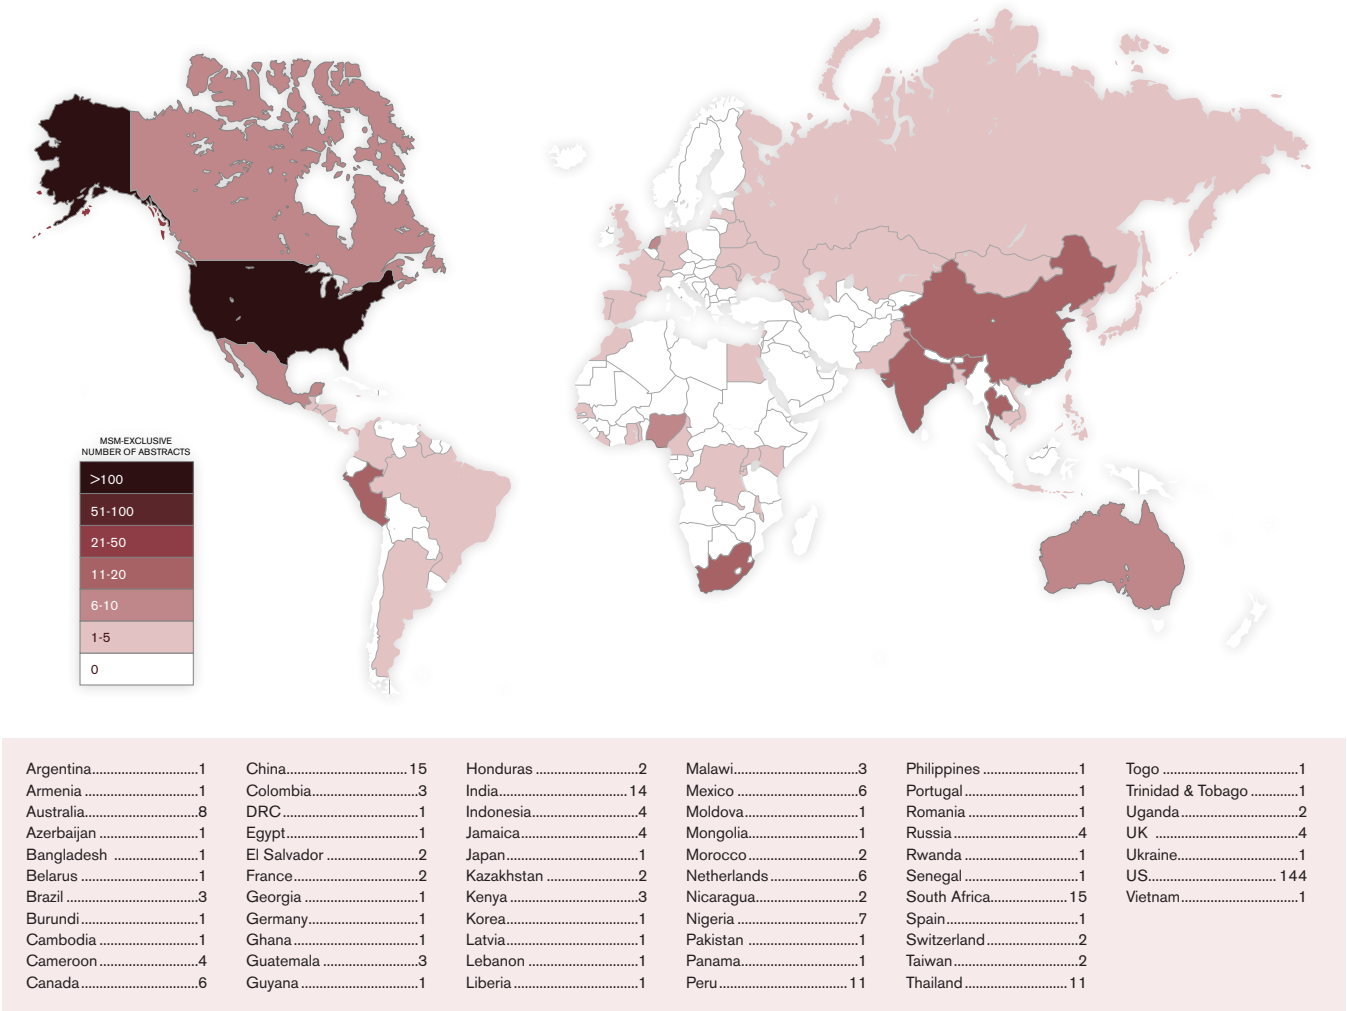 MSM-EXCLUSIVE
NUMBER OF ABSTRACTS
>100
51-100
21-50
11-20
6-10
1-5
0
Argentina............................1
Armenia ..............................1
Australia..............................8
Azerbaijan ..........................1
Bangladesh ......................1
Belarus ................................1
Brazil ...................................3
Burundi ...............................1
Cambodia ..........................1
Cameroon ..........................4
Canada ...............................6
China................................ 15
Colombia............................3
DRC .....................................1
Egypt ...................................1
El Salvador ........................2
France .................................2
Georgia ...............................1
Germany.............................1
Ghana .................................1
Guatemala .........................3
Guyana ...............................1
Honduras ...........................2
India .................................. 14
Indonesia............................4
Jamaica...............................4
Japan...................................1
Kazakhstan ........................2
Kenya ..................................3
Korea...................................1
Latvia...................................1
Lebanon .............................1
Liberia .................................1
Malawi.................................3
Mexico ................................6
Moldova ..............................1
Mongolia.............................1
Morocco..............................2
Netherlands .......................6
Nicaragua...........................2
Nigeria ................................7
Pakistan .............................1
Panama...............................1
Peru .................................. 11
Philippines .........................1
Portugal ..............................1
Romania .............................1
Russia .................................4
Rwanda ..............................1
Senegal ..............................1
South Africa..................... 15
Spain ...................................1
Switzerland ........................2
Taiwan .................................2
Thailand ........................... 11
Togo ....................................1
Trinidad & Tobago ............1
Uganda ...............................2
UK ......................................4
Ukraine................................1
US.................................. 144
Vietnam...............................1